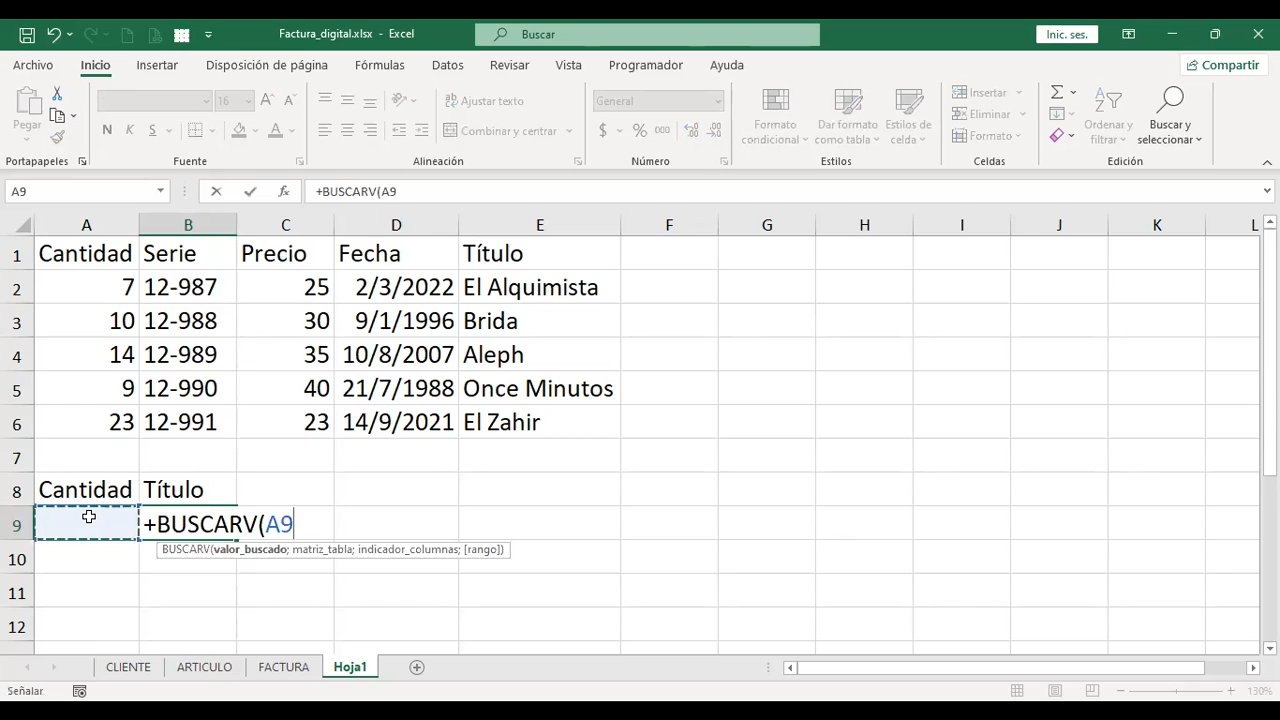 Factura_digital.xlsx - Excel
Buscar
Inic. ses.
Archivo Inicio Insertar Disposición de página Fórmulas Datos Revisar Vista Programador Ayuda
Compartir
Pegar
16
N K S
A A
Ajustar texto
Combinar y centrar
General
$ % 000
Formato condicional
Dar formato como tabla
Estilos de celda
Insertar
Eliminar
Formato
Ordenar y filtrar
Buscar y seleccionar
Portapapeles Fuente Alineación Número Estilos Celdas Edición
A9 fx +BUSCARV(A9
A B C D E F G H I J K L
1 Cantidad Serie Precio Fecha Título
2 7 12-987 25 2/3/2022 El Alquimista
3 10 12-988 30 9/1/1996 Brida
4 14 12-989 35 10/8/2007 Aleph
5 9 12-990 40 21/7/1988 Once Minutos
6 23 12-991 23 14/9/2021 El Zahir
7
8 Cantidad Título
9 +BUSCARV(A9
BUSCARV(valor_buscado; matriz_tabla; indicador_columnas; [rango])
10
11
12
CLIENTE ARTICULO FACTURA Hoja1
Señalar
130%